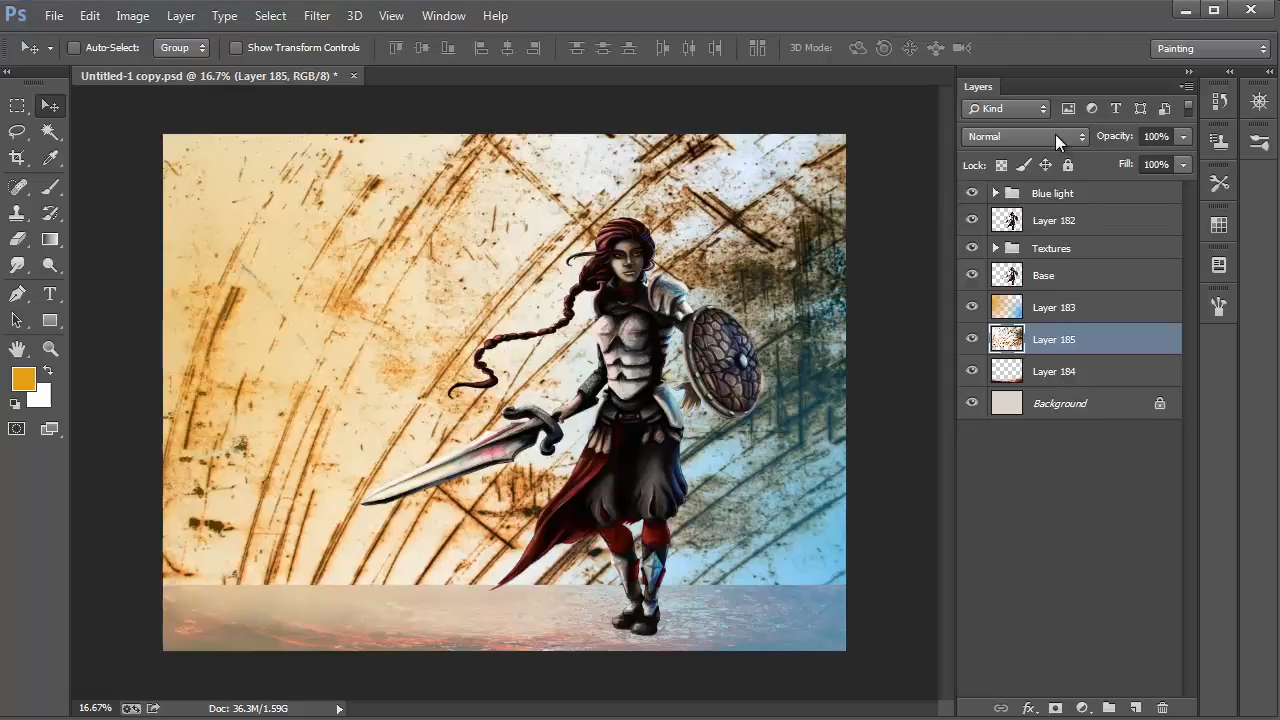 Ps File Edit Image Layer Type Select Filter 3D View Window Help
Auto-Select: Group Show Transform Controls 3D Mode: Painting
Untitled-1 copy.psd @ 16.7% (Layer 185, RGB/8) * ×
Layers
Kind
Normal Opacity: 100%
Lock: Fill: 100%
Blue light
Layer 182
Textures
Base
Layer 183
Layer 185
Layer 184
Background
16.67% Doc: 36.3M/1.59G